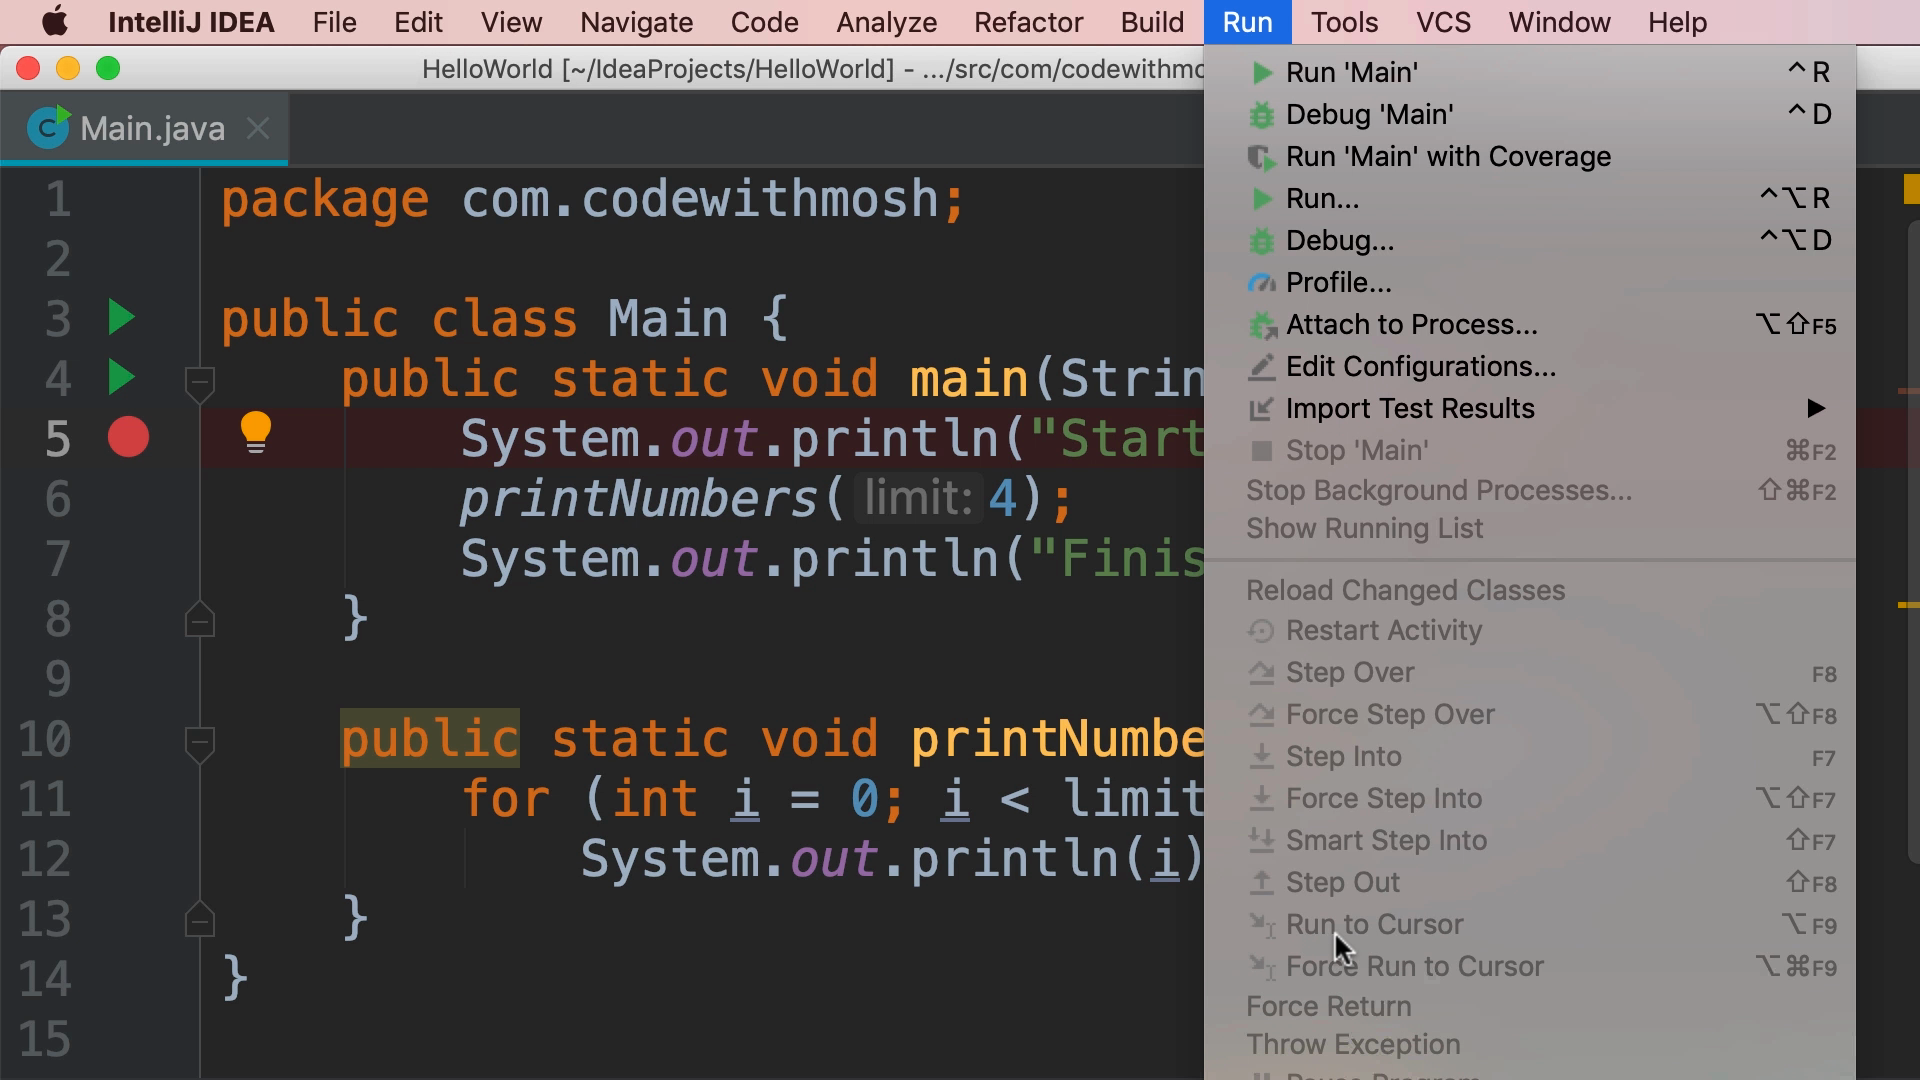 IntelliJ IDEA File Edit View Navigate Code Analyze Refactor Build Run Tools VCS Window Help
HelloWorld [~/IdeaProjects/HelloWorld] - .../src/com/codewithmo
Main.java
1 package com.codewithmosh;
2
3 public class Main {
4 public static void main(Strin
5 System.out.println("Start
6 printNumbers( limit: 4);
7 System.out.println("Finis
8 }
9
10 public static void printNumbe
11 for (int i = 0; i < limit
12 System.out.println(i)
13 }
14 }
15
Run 'Main' ⌃R
Debug 'Main' ⌃D
Run 'Main' with Coverage
Run... ⌃⌥R
Debug... ⌃⌥D
Profile...
Attach to Process... ⌥⇧F5
Edit Configurations...
Import Test Results
Stop 'Main' ⌘F2
Stop Background Processes... ⇧⌘F2
Show Running List
Reload Changed Classes
Restart Activity
Step Over F8
Force Step Over ⌥⇧F8
Step Into F7
Force Step Into ⌥⇧F7
Smart Step Into ⇧F7
Step Out ⇧F8
Run to Cursor ⌥F9
Force Run to Cursor ⌥⌘F9
Force Return
Throw Exception
Pause Program